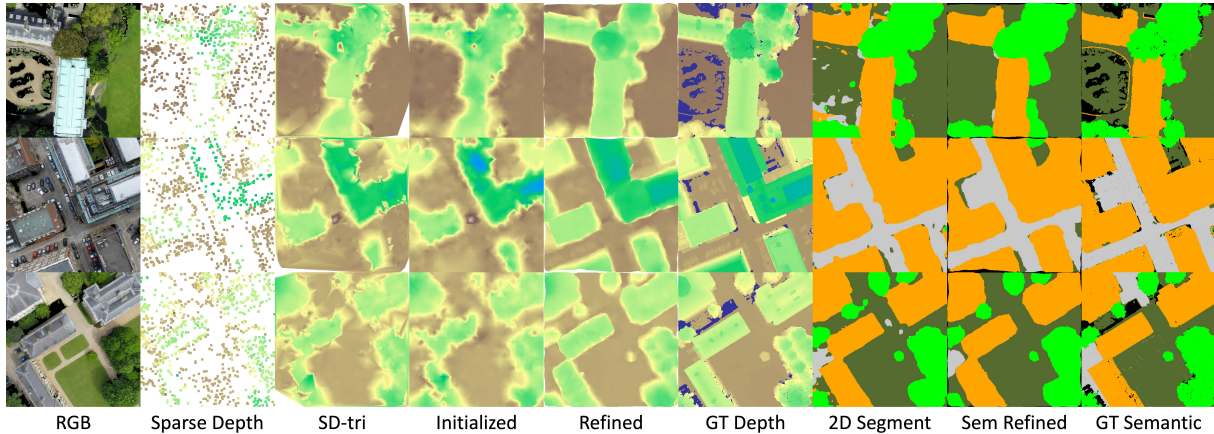 RGB Sparse Depth SD-tri Initialized Refined GT Depth 2D Segment Sem Refined GT Semantic